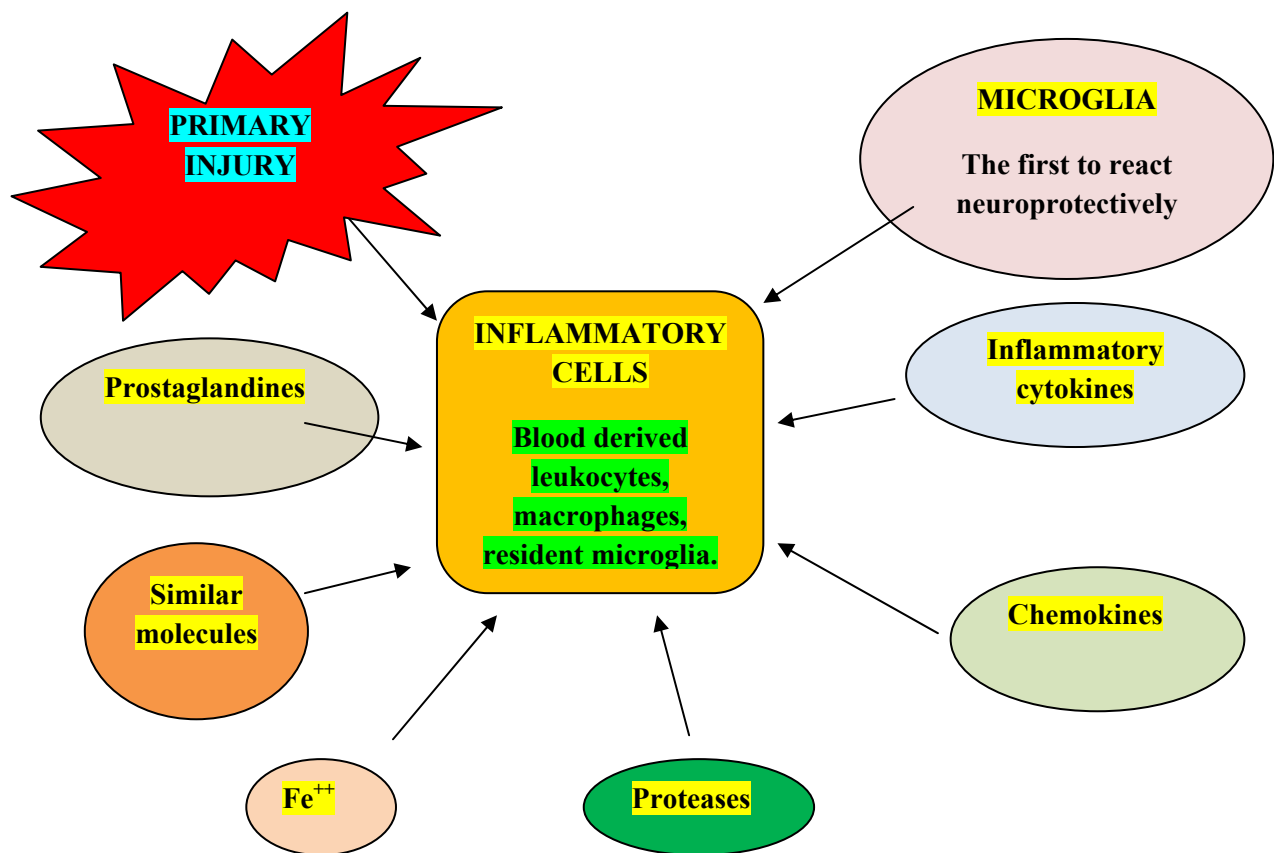 PRIMARY
INJURY
MICROGLIA
The first to react
neuroprotectively
INFLAMMATORY
CELLS
Blood derived
leukocytes,
macrophages,
resident microglia.
Prostaglandines
Inflammatory
cytokines
Similar
molecules
Chemokines
Fe⁺⁺
Proteases